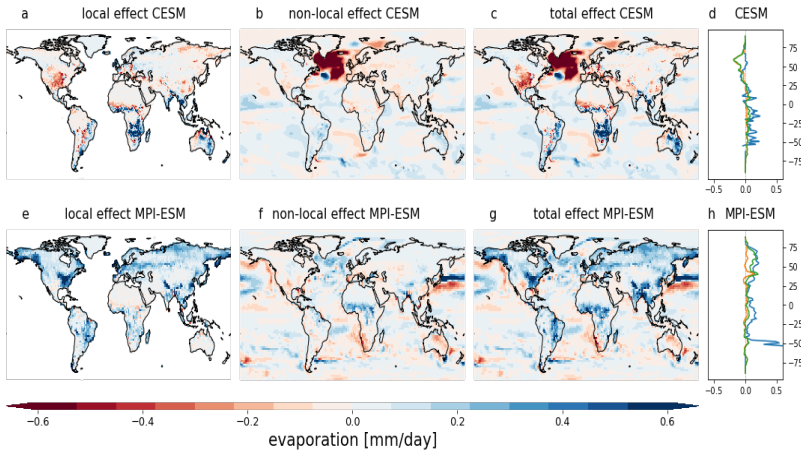 a local effect CESM b non-local effect CESM c total effect CESM d CESM
75
50
25
0
−25
−50
−75
−0.5 0.0 0.5
e local effect MPI-ESM f non-local effect MPI-ESM g total effect MPI-ESM h MPI-ESM
75
50
25
0
−25
−50
−75
−0.5 0.0 0.5
−0.6 −0.4 −0.2 0.0 0.2 0.4 0.6
evaporation [mm/day]